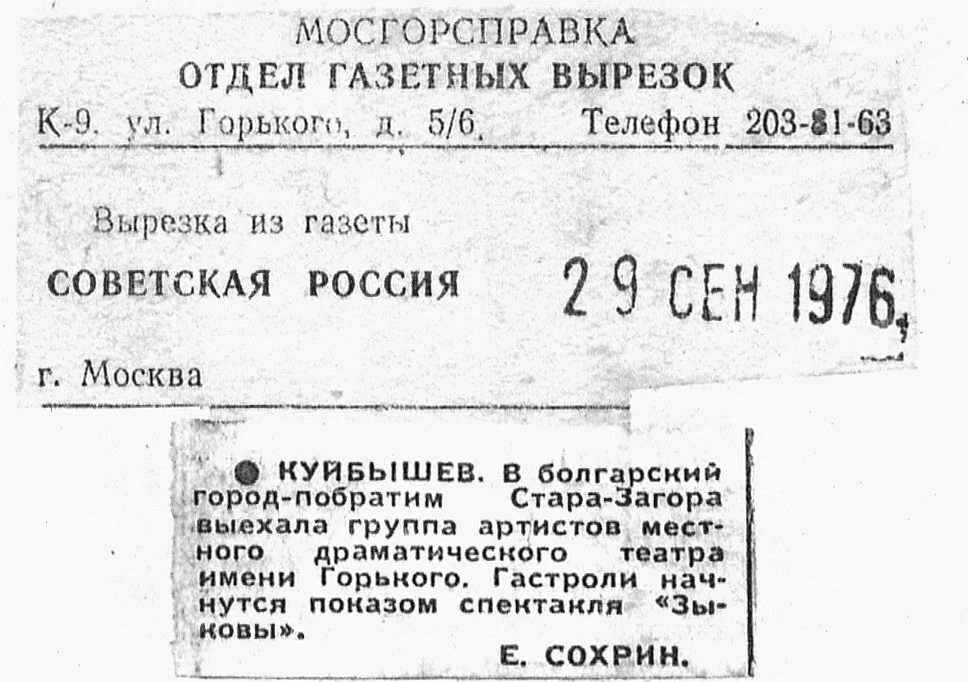 МОСГОРСПРАВКА
ОТДЕЛ ГАЗЕТНЫХ ВЫРЕЗОК
К-9. ул. Горького, д. 5/6. Телефон 203-81-63
Вырезка из газеты
СОВЕТСКАЯ РОССИЯ 29 СЕН 1976,
г. Москва
● КУЙБЫШЕВ. В болгарский
город-побратим Стара-Загора
выехала группа артистов мест-
ного драматического театра
имени Горького. Гастроли нач-
нутся показом спектакля «Зы-
ковы».
Е. СОХРИН.